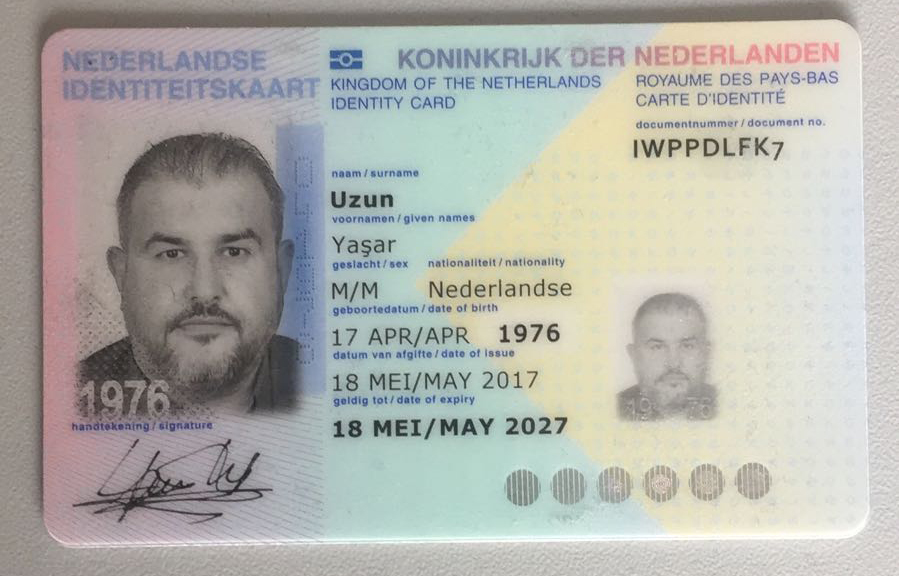 NEDERLANDSE
IDENTITEITSKAART
KONINKRIJK DER NEDERLANDEN
KINGDOM OF THE NETHERLANDS
IDENTITY CARD
ROYAUME DES PAYS-BAS
CARTE D'IDENTITÉ
documentnummer / document no.
IWPPDLFK7
naam / surname
Uzun
voornamen / given names
Yaşar
geslacht / sex nationaliteit / nationality
M/M Nederlandse
geboortedatum / date of birth
17 APR/APR 1976
datum van afgifte / date of issue
18 MEI/MAY 2017
geldig tot / date of expiry
18 MEI/MAY 2027
1976
handtekening / signature
19 76